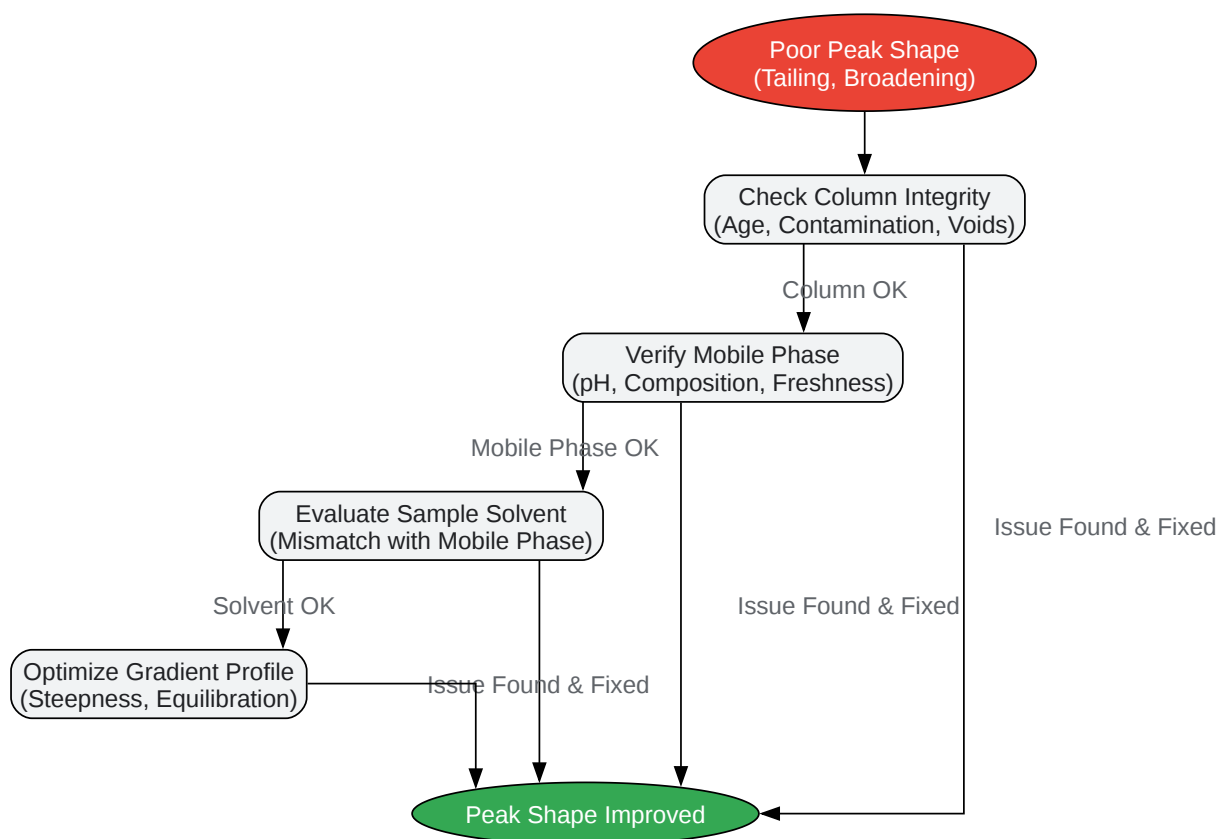 Poor Peak Shape
(Tailing, Broadening)
Check Column Integrity
(Age, Contamination, Voids)
Column OK
Verify Mobile Phase
(pH, Composition, Freshness)
Mobile Phase OK
Evaluate Sample Solvent
(Mismatch with Mobile Phase)
Issue Found & Fixed
Solvent OK
Issue Found & Fixed
Optimize Gradient Profile
(Steepness, Equilibration)
Issue Found & Fixed
Peak Shape Improved